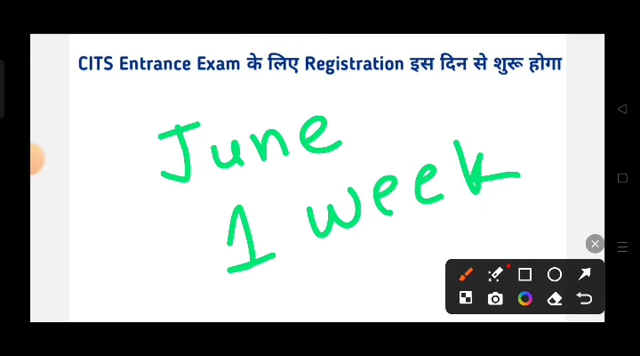 CITS Entrance Exam के लिए Registration इस दिन से शुरू होगा
June
1 week